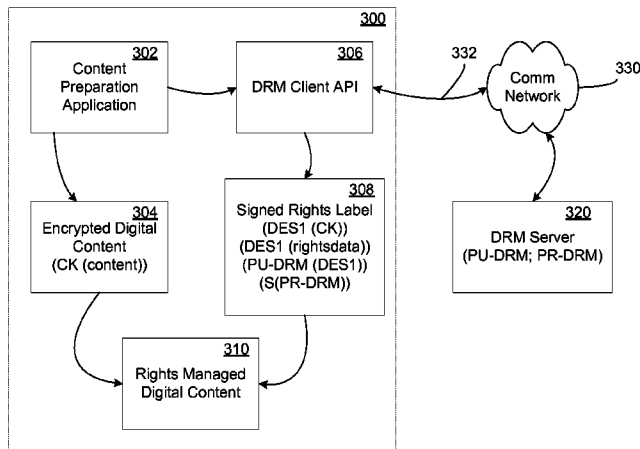 300
302
Content
Preparation
Application
306
DRM Client API
332
Comm
Network
330
304
Encrypted Digital
Content
(CK (content))
308
Signed Rights Label
(DES1 (CK))
(DES1 (rightsdata))
(PU-DRM (DES1))
(S(PR-DRM))
320
DRM Server
(PU-DRM; PR-DRM)
310
Rights Managed
Digital Content